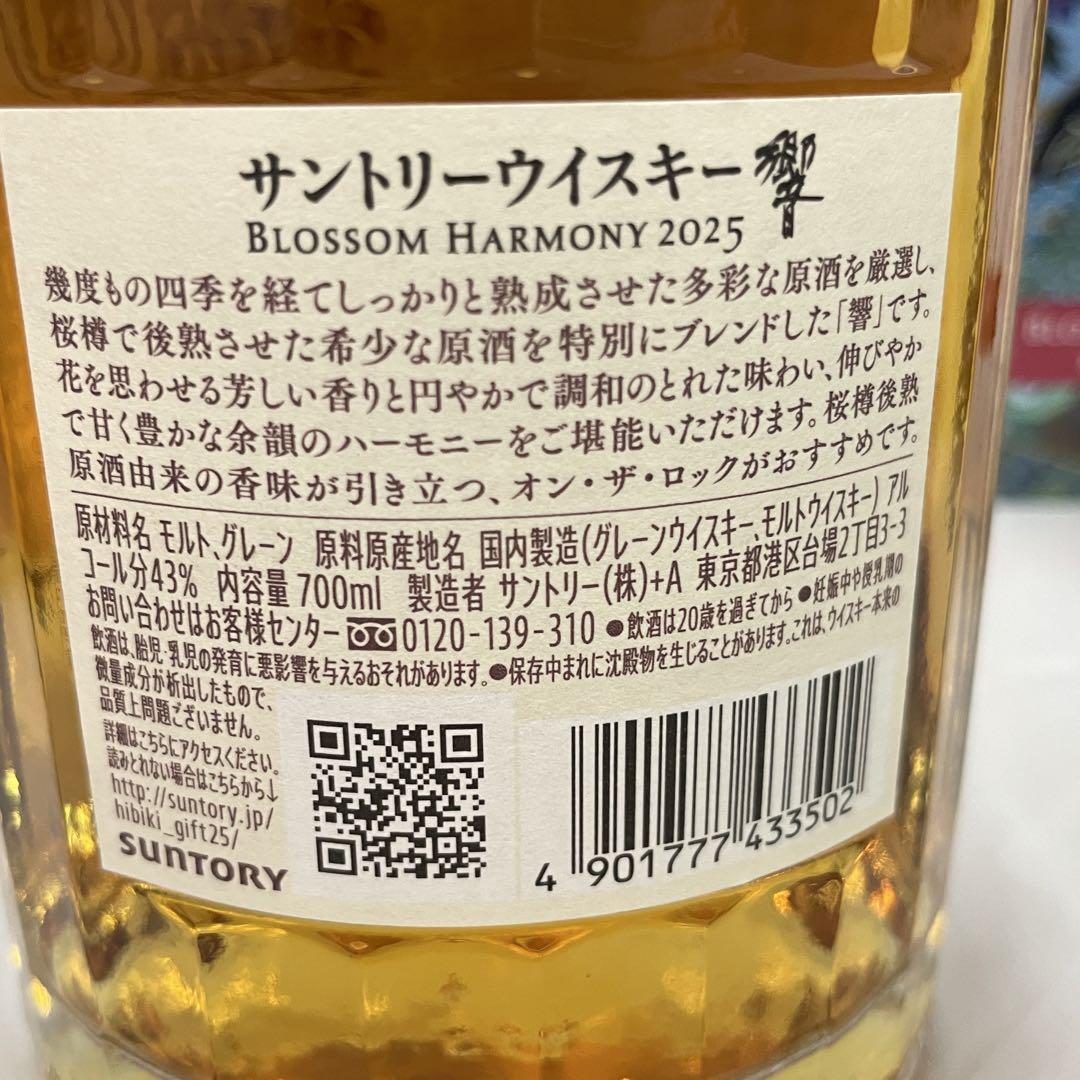 サントリーウイスキー 響
BLOSSOM HARMONY 2025
幾度もの四季を経てしっかりと熟成させた多彩な原酒を厳選し、
桜樽で後熟させた希少な原酒を特別にブレンドした「響」です。
花を思わせる芳しい香りと円やかで調和のとれた味わい、伸びやか
で甘く豊かな余韻のハーモニーをご堪能いただけます。桜樽後熟
原酒由来の香味が引き立つ、オン・ザ・ロックがおすすめです。
原材料名 モルト、グレーン 原料原産地名 国内製造(グレーンウイスキー、モルトウイスキー) アル
コール分43% 内容量700ml 製造者 サントリー(株)+A 東京都港区台場2丁目3-3
お問い合わせはお客様センター 0120-139-310 ●飲酒は20歳を過ぎてから ●妊娠中や授乳期の
飲酒は、胎児・乳児の発育に悪影響を与えるおそれがあります。●保存中まれに沈殿物を生じることがあります。これは、ウイスキー本来の
微量成分が析出したもので、
品質上問題ございません。
詳細はこちらにアクセスください。
読みとれない場合はこちらから↓
http://suntory.jp/
hibiki_gift25/
SUNTORY
4 901777 433502